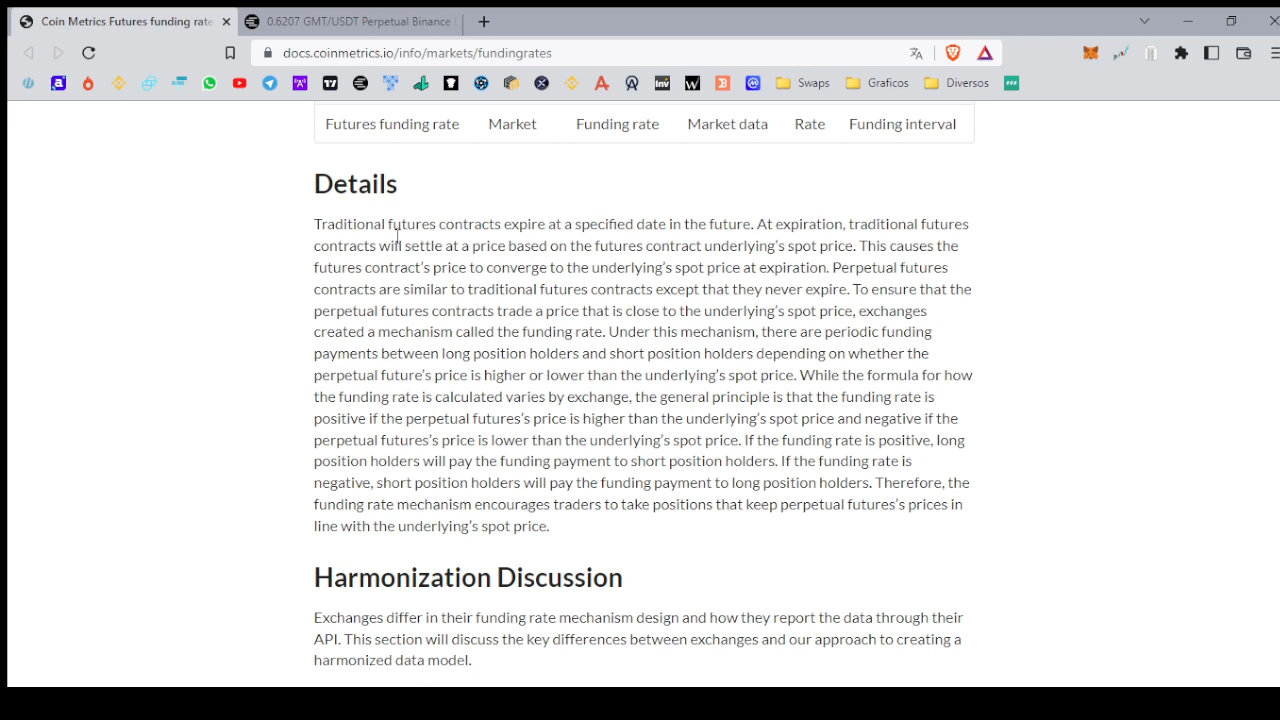 Coin Metrics Futures funding rate
0.6207 GMT/USDT Perpetual Binance
docs.coinmetrics.io/info/markets/fundingrates
Swaps Graficos Diversos
Futures funding rate Market Funding rate Market data Rate Funding interval
Details
Traditional futures contracts expire at a specified date in the future. At expiration, traditional futures
contracts will settle at a price based on the futures contract underlying’s spot price. This causes the
futures contract’s price to converge to the underlying’s spot price at expiration. Perpetual futures
contracts are similar to traditional futures contracts except that they never expire. To ensure that the
perpetual futures contracts trade a price that is close to the underlying’s spot price, exchanges
created a mechanism called the funding rate. Under this mechanism, there are periodic funding
payments between long position holders and short position holders depending on whether the
perpetual future’s price is higher or lower than the underlying’s spot price. While the formula for how
the funding rate is calculated varies by exchange, the general principle is that the funding rate is
positive if the perpetual futures’s price is higher than the underlying’s spot price and negative if the
perpetual futures’s price is lower than the underlying’s spot price. If the funding rate is positive, long
position holders will pay the funding payment to short position holders. If the funding rate is
negative, short position holders will pay the funding payment to long position holders. Therefore, the
funding rate mechanism encourages traders to take positions that keep perpetual futures’s prices in
line with the underlying’s spot price.
Harmonization Discussion
Exchanges differ in their funding rate mechanism design and how they report the data through their
API. This section will discuss the key differences between exchanges and our approach to creating a
harmonized data model.